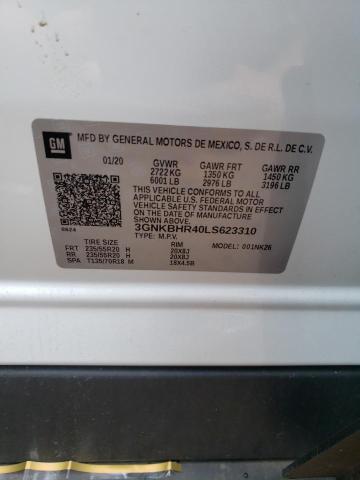 GM
MFD BY GENERAL MOTORS DE MEXICO, S. DE R.L. DE C.V.
01/20 GVWR GAWR FRT GAWR RR
2722 KG 1350 KG 1450 KG
6001 LB 2976 LB 3196 LB
THIS VEHICLE CONFORMS TO ALL
APPLICABLE U.S. FEDERAL MOTOR
VEHICLE SAFETY STANDARDS IN EFFECT
ON THE DATE OF MANUFACTURE
SHOWN ABOVE.
0624 3GNKBHR40LS623310
TYPE: M.P.V. MODEL: 001NK26
TIRE SIZE RIM
FRT 235/55R20 H 20X8J
RR 235/55R20 H 20X8J
SPA T135/70R18 M 18X4.5B